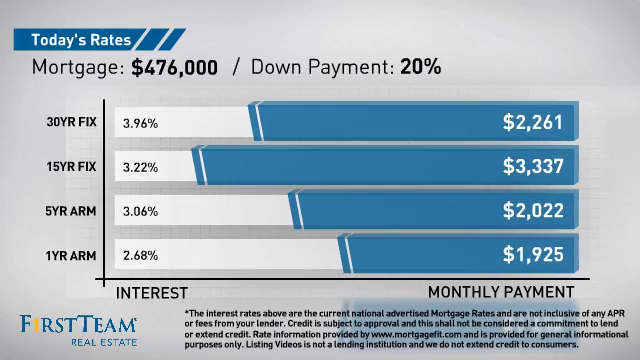 Today's Rates
Mortgage: $476,000 / Down Payment: 20%
30YR FIX 3.96% $2,261
15YR FIX 3.22% $3,337
5YR ARM 3.06% $2,022
1YR ARM 2.68% $1,925
INTEREST MONTHLY PAYMENT
FIRSTTEAM®
REAL ESTATE
*The interest rates above are the current national advertised Mortgage Rates and are not inclusive of any APR
or fees from your lender. Credit is subject to approval and this shall not be considered a commitment to lend
or extend credit. Rate information provided by www.mortgagefit.com and is provided for general informational
purposes only. Listing Videos is not a lending institution and we do not extend credit to consumers.